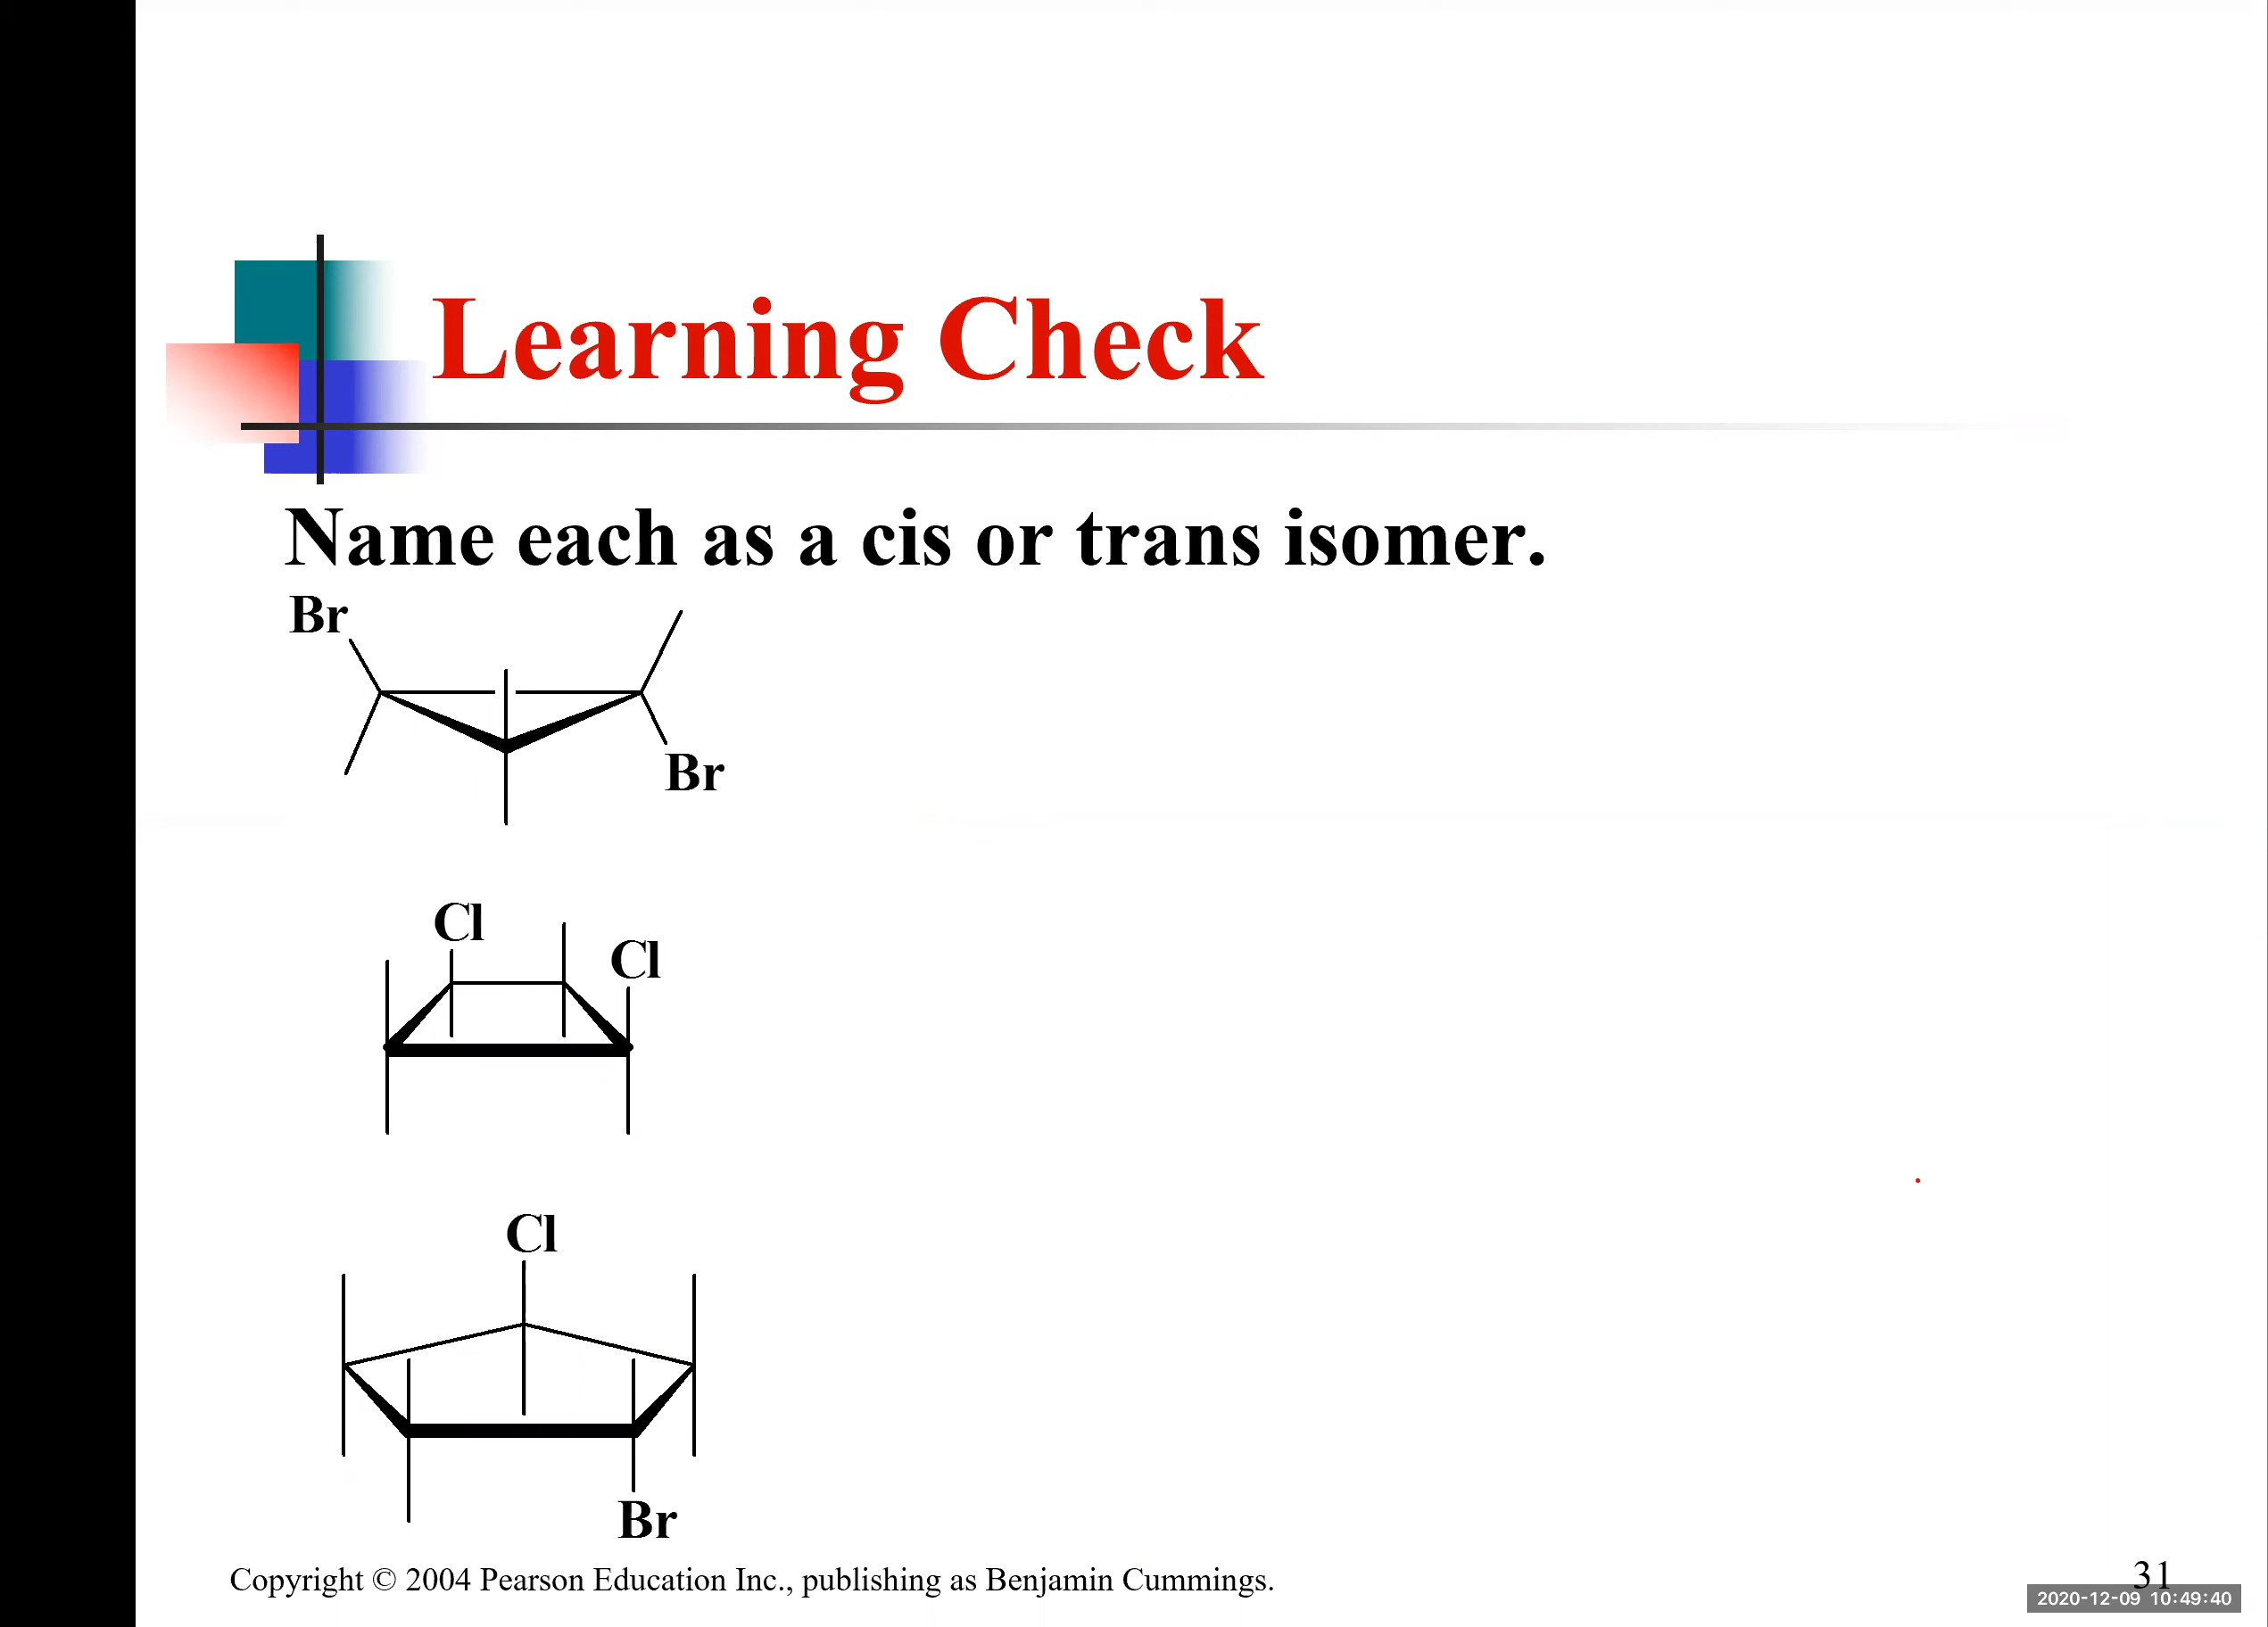 Learning Check
Name each as a cis or trans isomer.
Br
Br
Cl
Cl
Cl
Br
Copyright © 2004 Pearson Education Inc., publishing as Benjamin Cummings.
31
2020-12-09 10:49:40